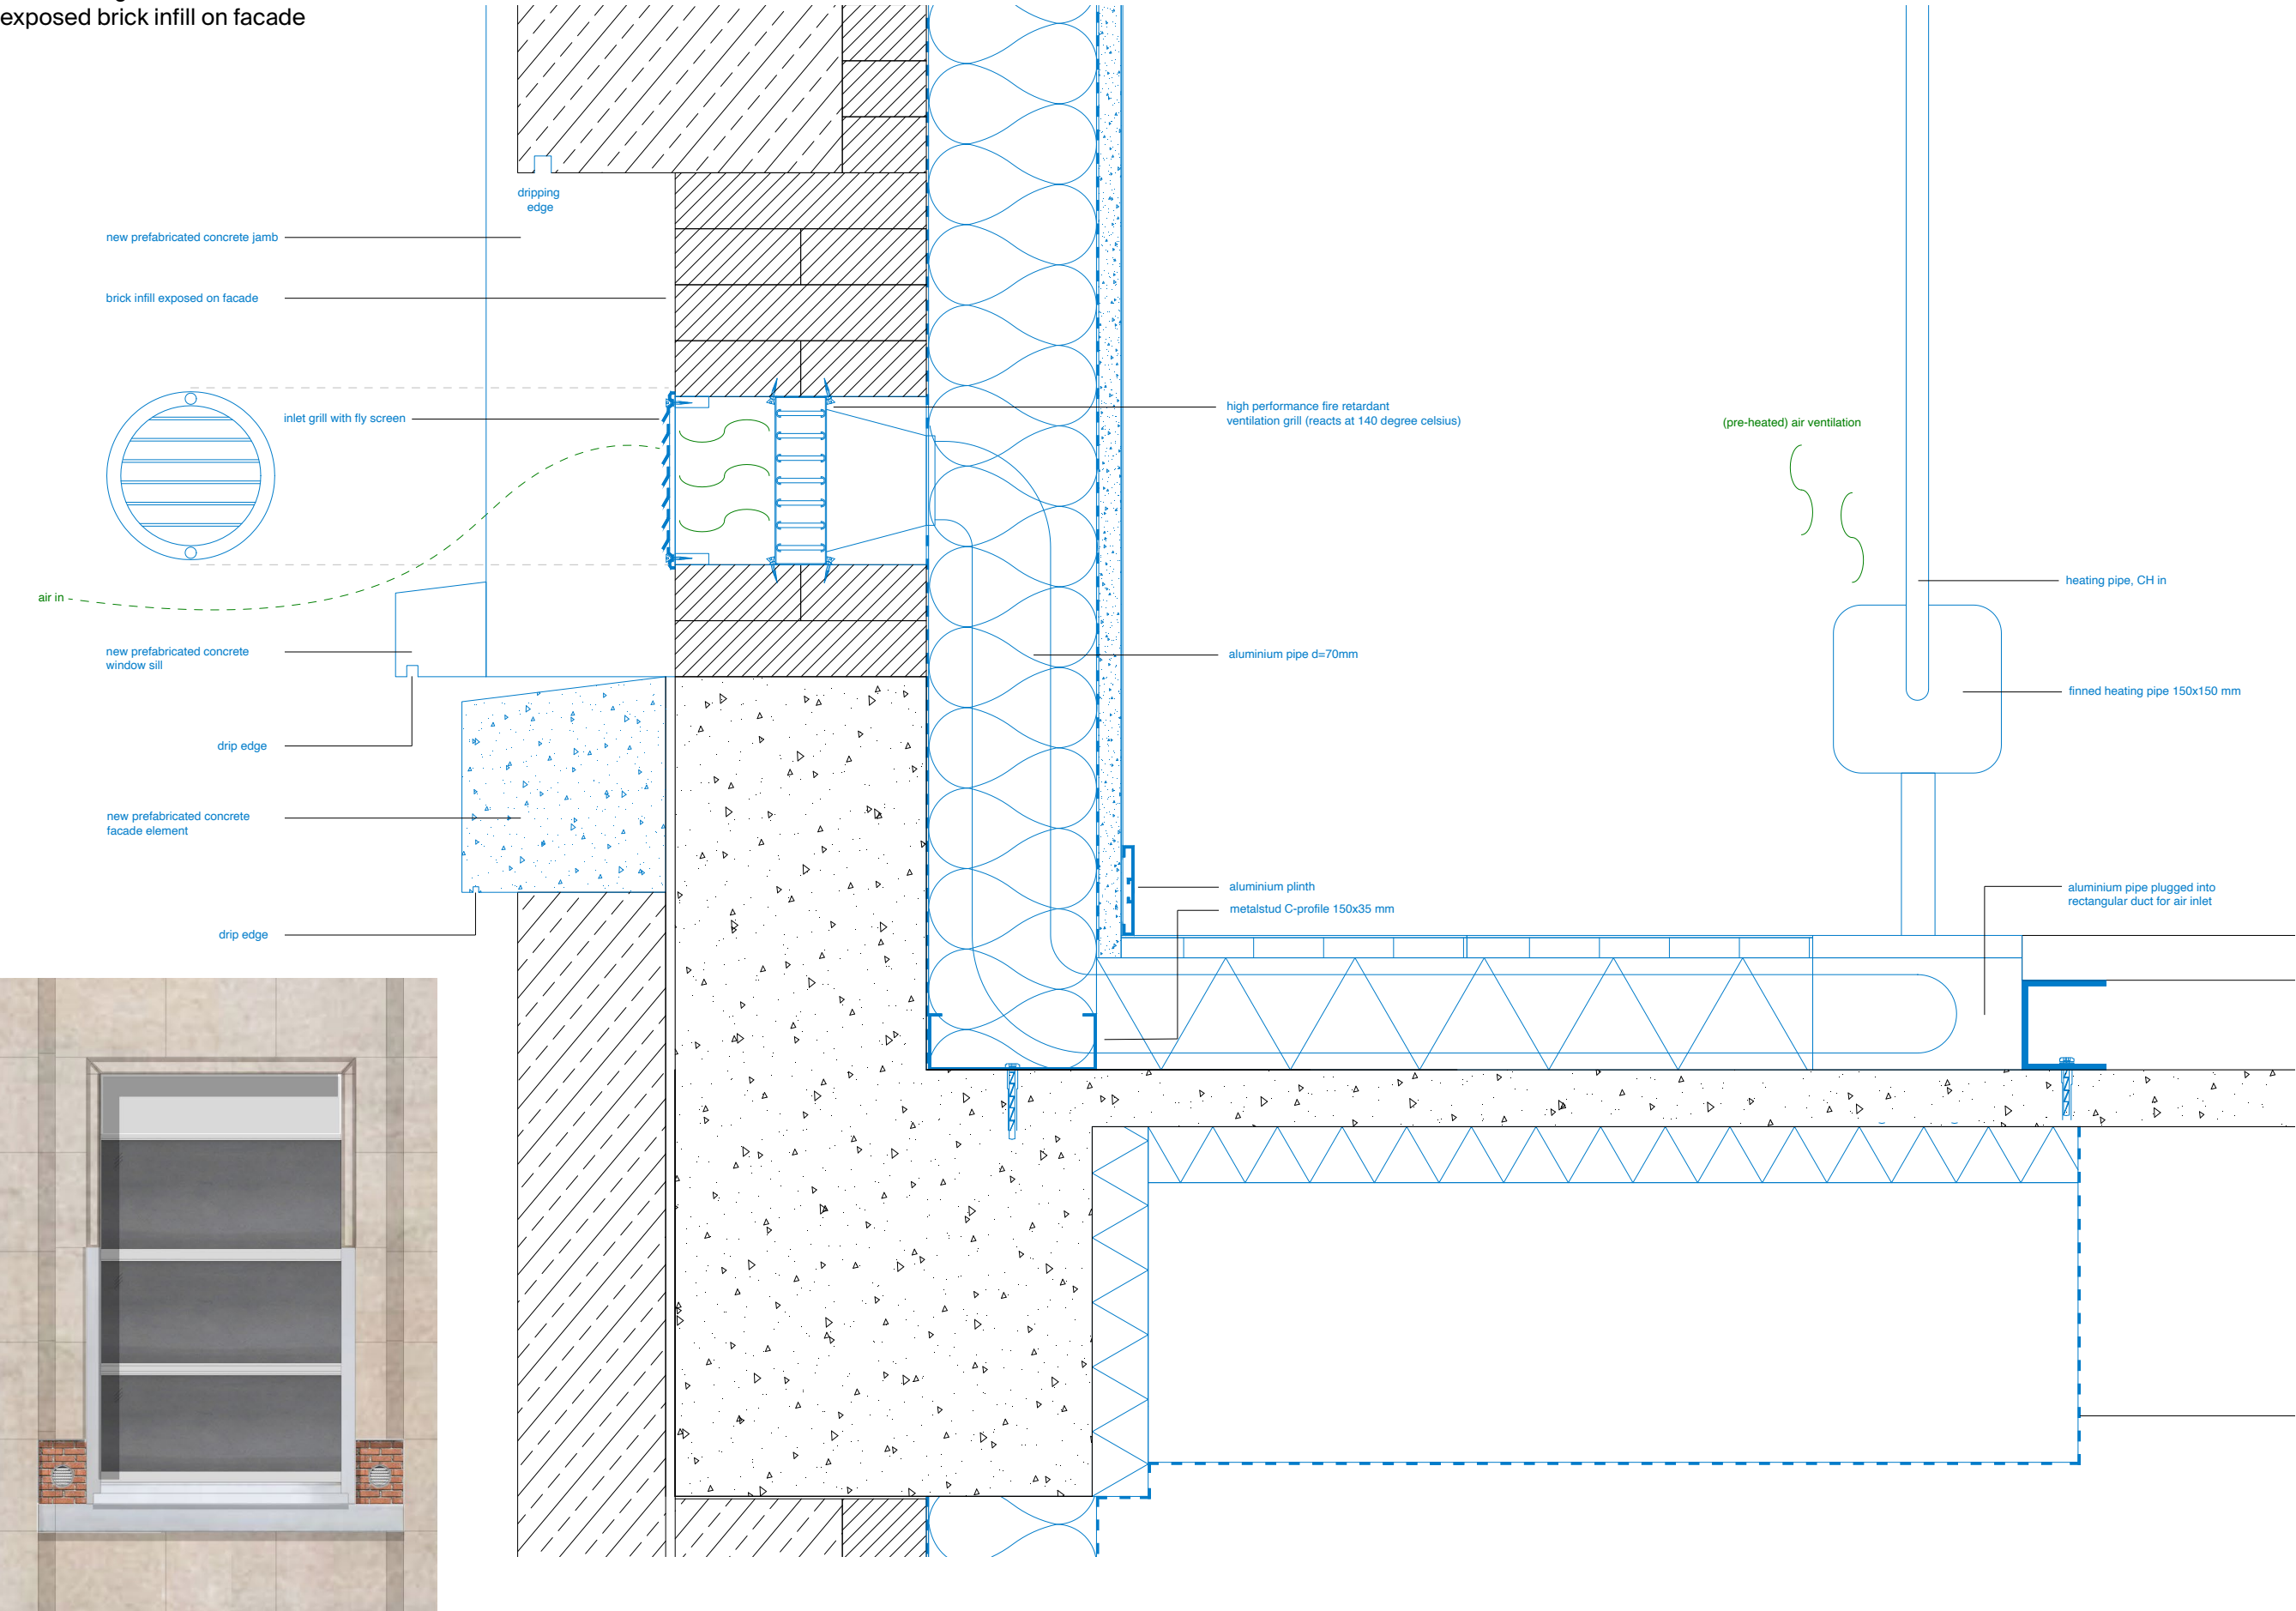 exposed brick infill on facade
dripping
edge
new prefabricated concrete jamb
brick infill exposed on facade
inlet grill with fly screen
high performance fire retardant
ventilation grill (reacts at 140 degree celsius)
(pre-heated) air ventilation
heating pipe, CH in
air in
new prefabricated concrete
window sill
aluminium pipe d=70mm
finned heating pipe 150x150 mm
drip edge
new prefabricated concrete
facade element
aluminium plinth
metalstud C-profile 150x35 mm
aluminium pipe plugged into
rectangular duct for air inlet
drip edge